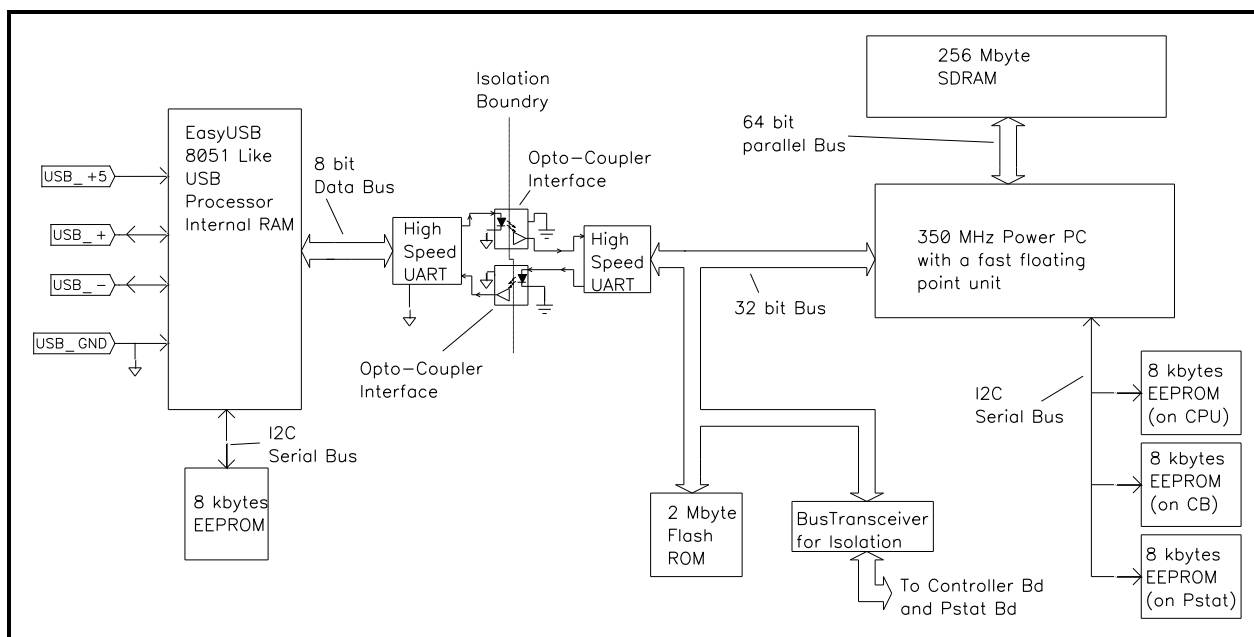 256 Mbyte
SDRAM
Isolation
Boundry
64 bit
parallel Bus
EasyUSB
8051 Like
USB
Processor
Internal RAM
USB_+5
USB_+
USB_-
USB_GND
8 bit
Data Bus
Opto-Coupler
Interface
High
Speed
UART
High
Speed
UART
Opto-Coupler
Interface
350 MHz Power PC
with a fast floating
point unit
32 bit Bus
I2C
Serial Bus
8 kbytes
EEPROM
I2C
Serial Bus
8 kbytes
EEPROM
(on CPU)
8 kbytes
EEPROM
(on CB)
8 kbytes
EEPROM
(on Pstat)
2 Mbyte
Flash
ROM
BusTransceiver
for Isolation
To Controller Bd
and Pstat Bd